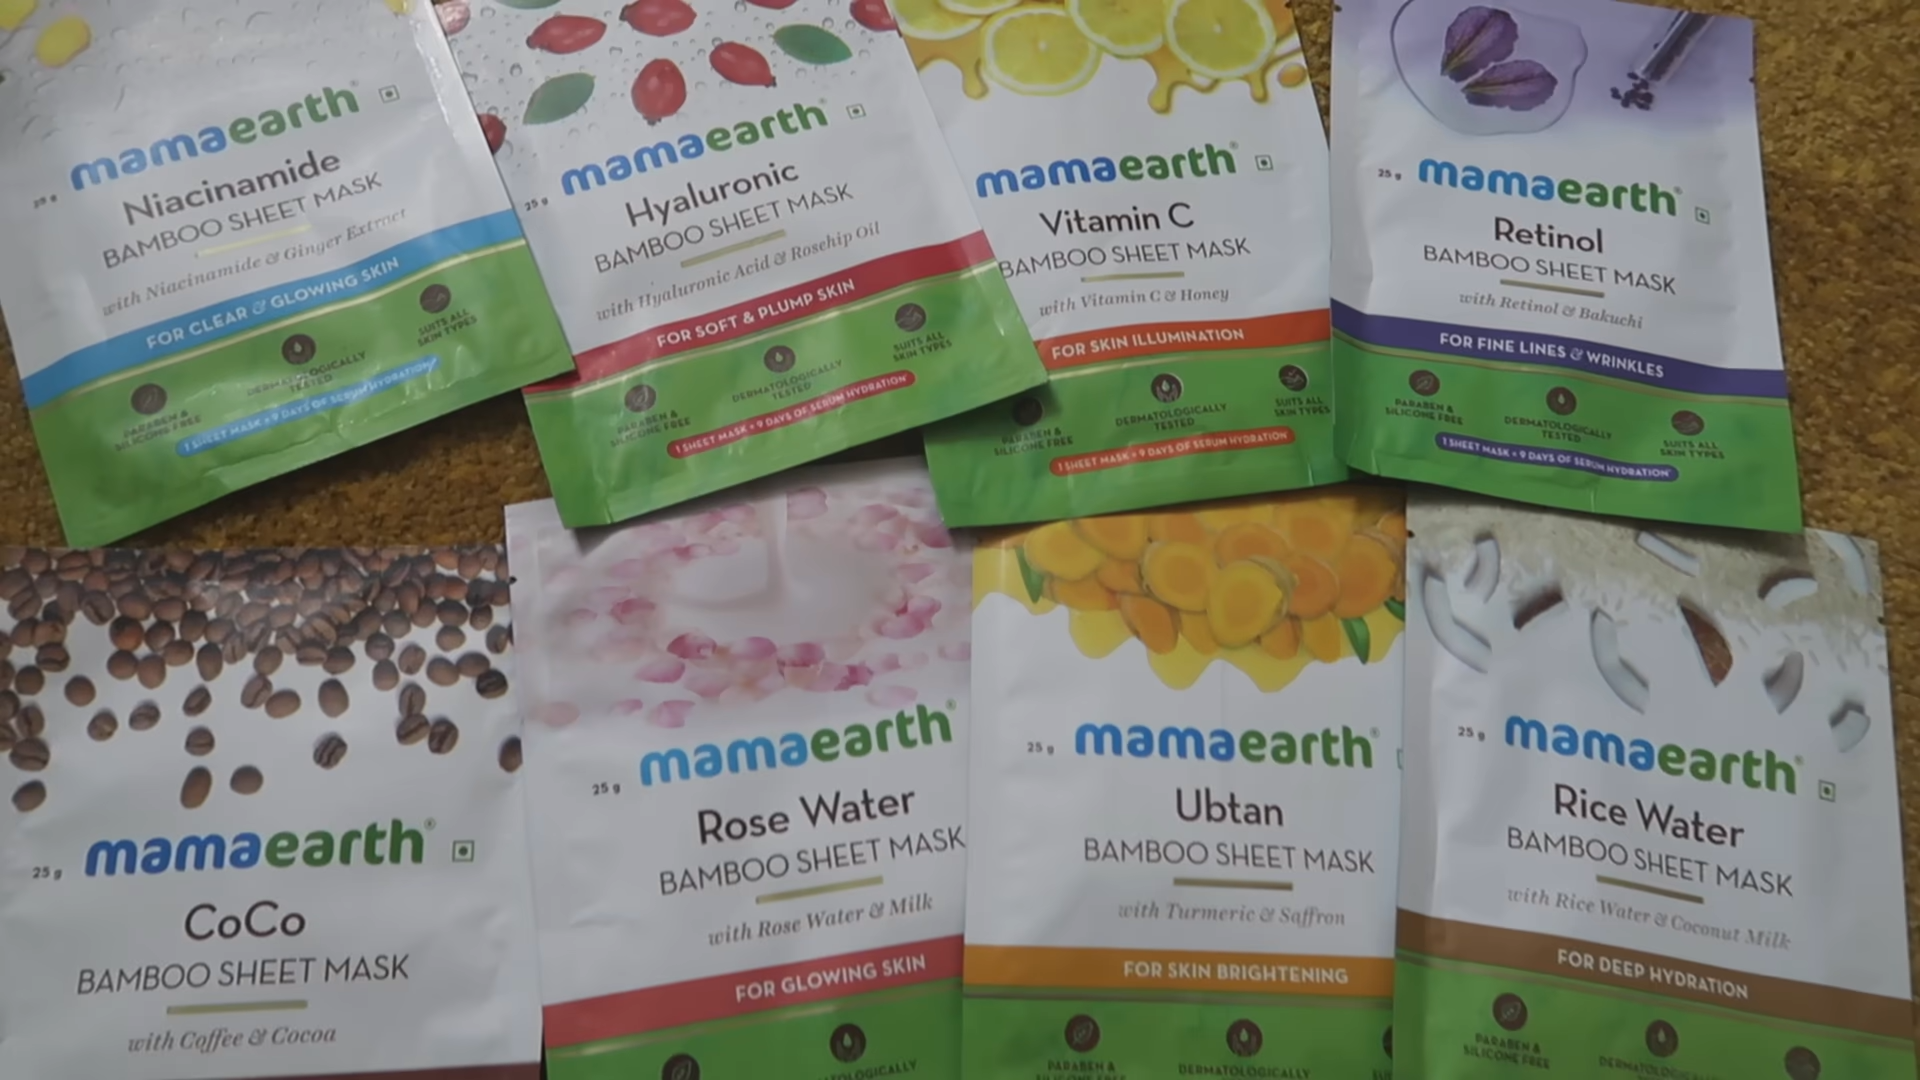 mamaearth®
25 g
Niacinamide
BAMBOO SHEET MASK
with Niacinamide & Ginger Extract
FOR CLEAR & GLOWING SKIN
PARABEN &
SILICONE FREE
DERMATOLOGICALLY
TESTED
SUITS ALL
SKIN TYPES
1 SHEET MASK = 9 DAYS OF SERUM HYDRATION*
mamaearth®
25 g
Hyaluronic
BAMBOO SHEET MASK
with Hyaluronic Acid & Rosehip Oil
FOR SOFT & PLUMP SKIN
PARABEN &
SILICONE FREE
DERMATOLOGICALLY
TESTED
SUITS ALL
SKIN TYPES
1 SHEET MASK = 9 DAYS OF SERUM HYDRATION*
mamaearth®
Vitamin C
BAMBOO SHEET MASK
with Vitamin C & Honey
FOR SKIN ILLUMINATION
PARABEN &
SILICONE FREE
DERMATOLOGICALLY
TESTED
SUITS ALL
SKIN TYPES
1 SHEET MASK = 9 DAYS OF SERUM HYDRATION
25 g
mamaearth®
Retinol
BAMBOO SHEET MASK
with Retinol & Bakuchi
FOR FINE LINES & WRINKLES
PARABEN &
SILICONE FREE
DERMATOLOGICALLY
TESTED
SUITS ALL
SKIN TYPES
1 SHEET MASK = 9 DAYS OF SERUM HYDRATION*
25 g
mamaearth®
CoCo
BAMBOO SHEET MASK
with Coffee & Cocoa
25 g
mamaearth®
Rose Water
BAMBOO SHEET MASK
with Rose Water & Milk
FOR GLOWING SKIN
25 g
mamaearth®
Ubtan
BAMBOO SHEET MASK
with Turmeric & Saffron
FOR SKIN BRIGHTENING
PARABEN &
DERMATOLOGICALLY
25 g
mamaearth®
Rice Water
BAMBOO SHEET MASK
with Rice Water & Coconut Milk
FOR DEEP HYDRATION
PARABEN &
SILICONE FREE